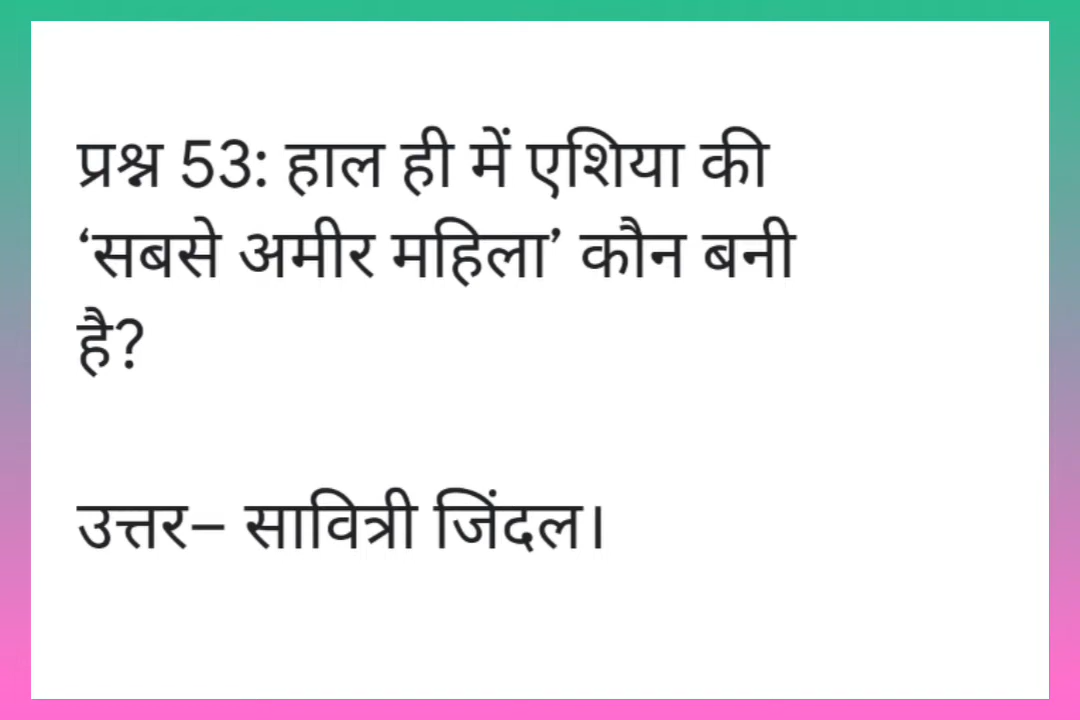 प्रश्न 53: हाल ही में एशिया की
‘सबसे अमीर महिला’ कौन बनी
है?
उत्तर– सावित्री जिंदल।